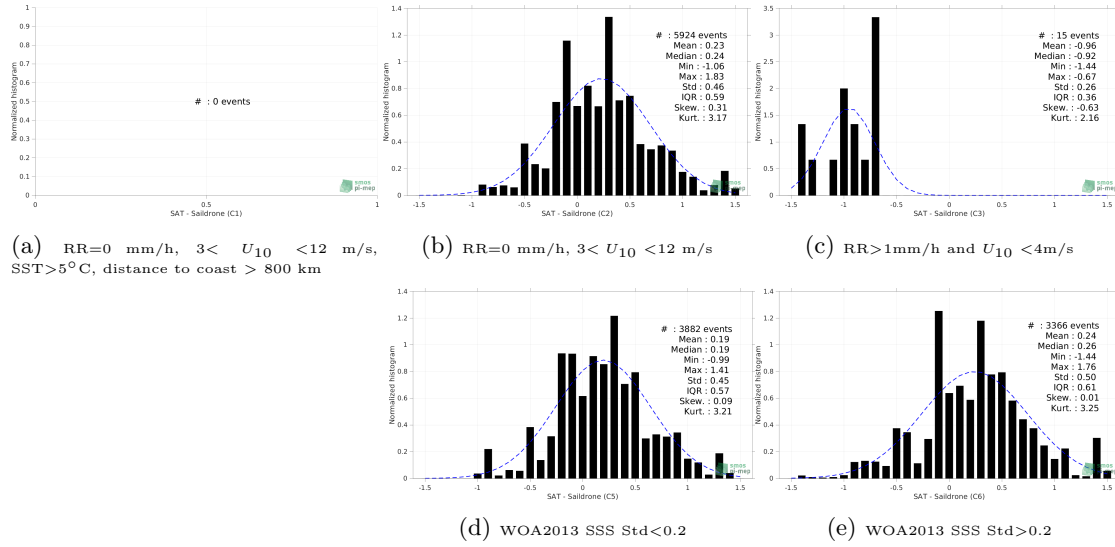 1
0.9
0.8
0.7
0.6
0.5
0.4
0.3
0.2
0.1
0
Normalized histogram
# : 0 events
smos
pi-mep
0 0.5 1
SAT - Saildrone (C1)
1.4
1.2
1
0.8
0.6
0.4
0.2
0
Normalized histogram
# : 5924 events
Mean : 0.23
Median : 0.24
Min : -1.06
Max : 1.83
Std : 0.46
IQR : 0.59
Skew. : 0.31
Kurt. : 3.17
smos
pi-mep
-1.5 -1 -0.5 0 0.5 1 1.5
SAT - Saildrone (C2)
3.5
3
2.5
2
1.5
1
0.5
0
Normalized histogram
# : 15 events
Mean : -0.96
Median : -0.92
Min : -1.44
Max : -0.67
Std : 0.26
IQR : 0.36
Skew. : -0.63
Kurt. : 2.16
smos
pi-mep
-1.5 -1 -0.5 0 0.5 1 1.5
SAT - Saildrone (C3)
(a) RR=0 mm/h, 3< U10 <12 m/s,
SST>5°C, distance to coast > 800 km
(b) RR=0 mm/h, 3< U10 <12 m/s
(c) RR>1mm/h and U10 <4m/s
1.4
1.2
1
0.8
0.6
0.4
0.2
0
Normalized histogram
# : 3882 events
Mean : 0.19
Median : 0.19
Min : -0.99
Max : 1.41
Std : 0.45
IQR : 0.57
Skew. : 0.09
Kurt. : 3.21
smos
pi-mep
-1.5 -1 -0.5 0 0.5 1 1.5
SAT - Saildrone (C5)
1.4
1.2
1
0.8
0.6
0.4
0.2
0
Normalized histogram
# : 3366 events
Mean : 0.24
Median : 0.26
Min : -1.44
Max : 1.76
Std : 0.50
IQR : 0.61
Skew. : 0.01
Kurt. : 3.25
smos
pi-mep
-1.5 -1 -0.5 0 0.5 1 1.5
SAT - Saildrone (C6)
(d) WOA2013 SSS Std<0.2
(e) WOA2013 SSS Std>0.2